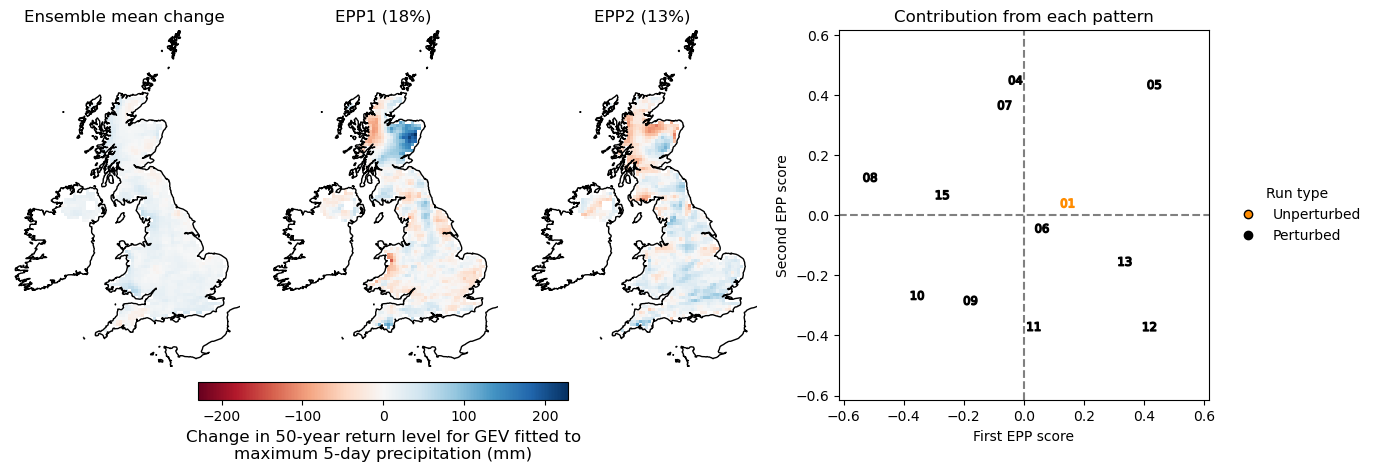 Ensemble mean change
EPP1 (18%)
EPP2 (13%)
−200 −100 0 100 200
Change in 50-year return level for GEV fitted to
maximum 5-day precipitation (mm)
Contribution from each pattern
0.6
0.4
0.2
0.0
−0.2
−0.4
−0.6
Second EPP score
04
05
07
08
15
01
06
13
10
09
11
12
−0.6 −0.4 −0.2 0.0 0.2 0.4 0.6
First EPP score
Run type
Unperturbed
Perturbed